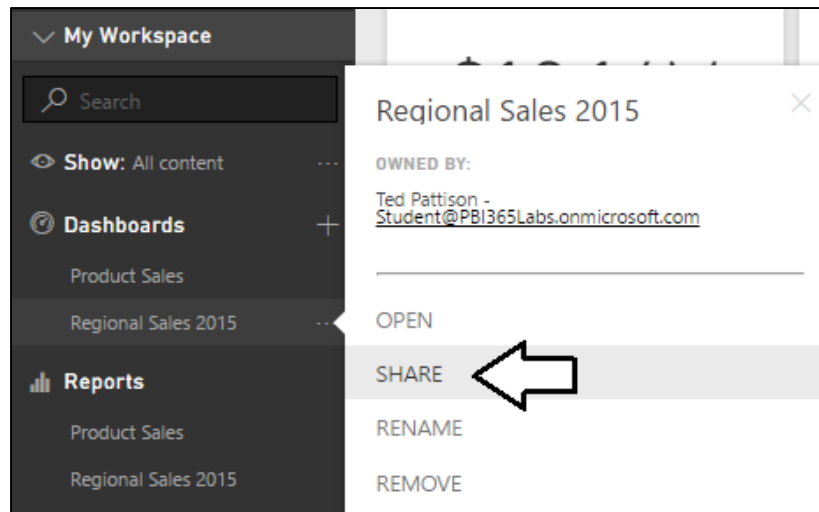 My Workspace
Search
Show: All content
Dashboards
Product Sales
Regional Sales 2015
Reports
Product Sales
Regional Sales 2015
Regional Sales 2015
OWNED BY:
Ted Pattison -
Student@PBI365Labs.onmicrosoft.com
OPEN
SHARE
RENAME
REMOVE